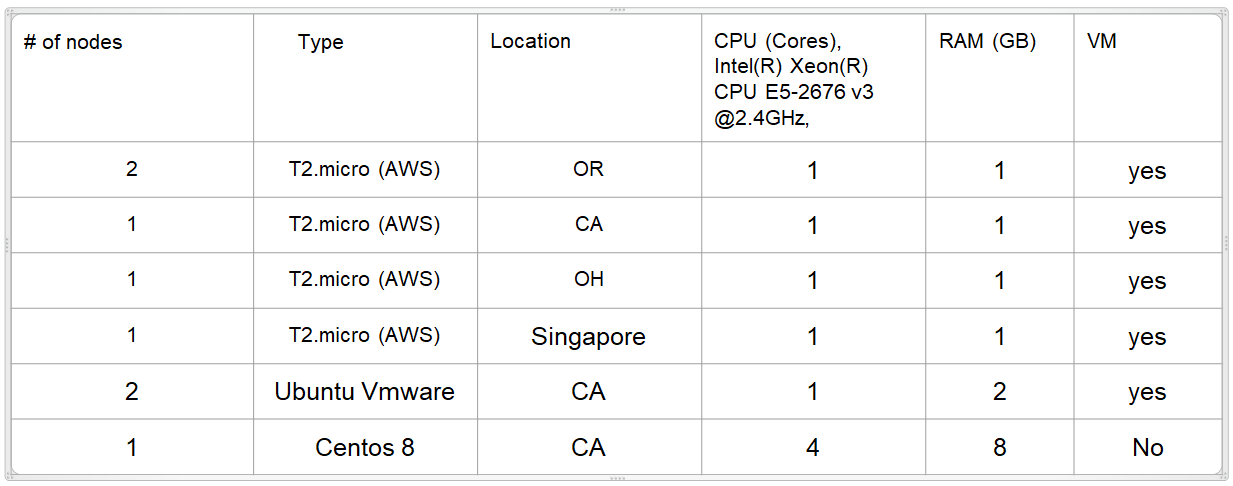 # of nodes Type Location CPU (Cores), RAM (GB) VM
Intel(R) Xeon(R)
CPU E5-2676 v3
@2.4GHz,
2 T2.micro (AWS) OR 1 1 yes
1 T2.micro (AWS) CA 1 1 yes
1 T2.micro (AWS) OH 1 1 yes
1 T2.micro (AWS) Singapore 1 1 yes
2 Ubuntu Vmware CA 1 2 yes
1 Centos 8 CA 4 8 No